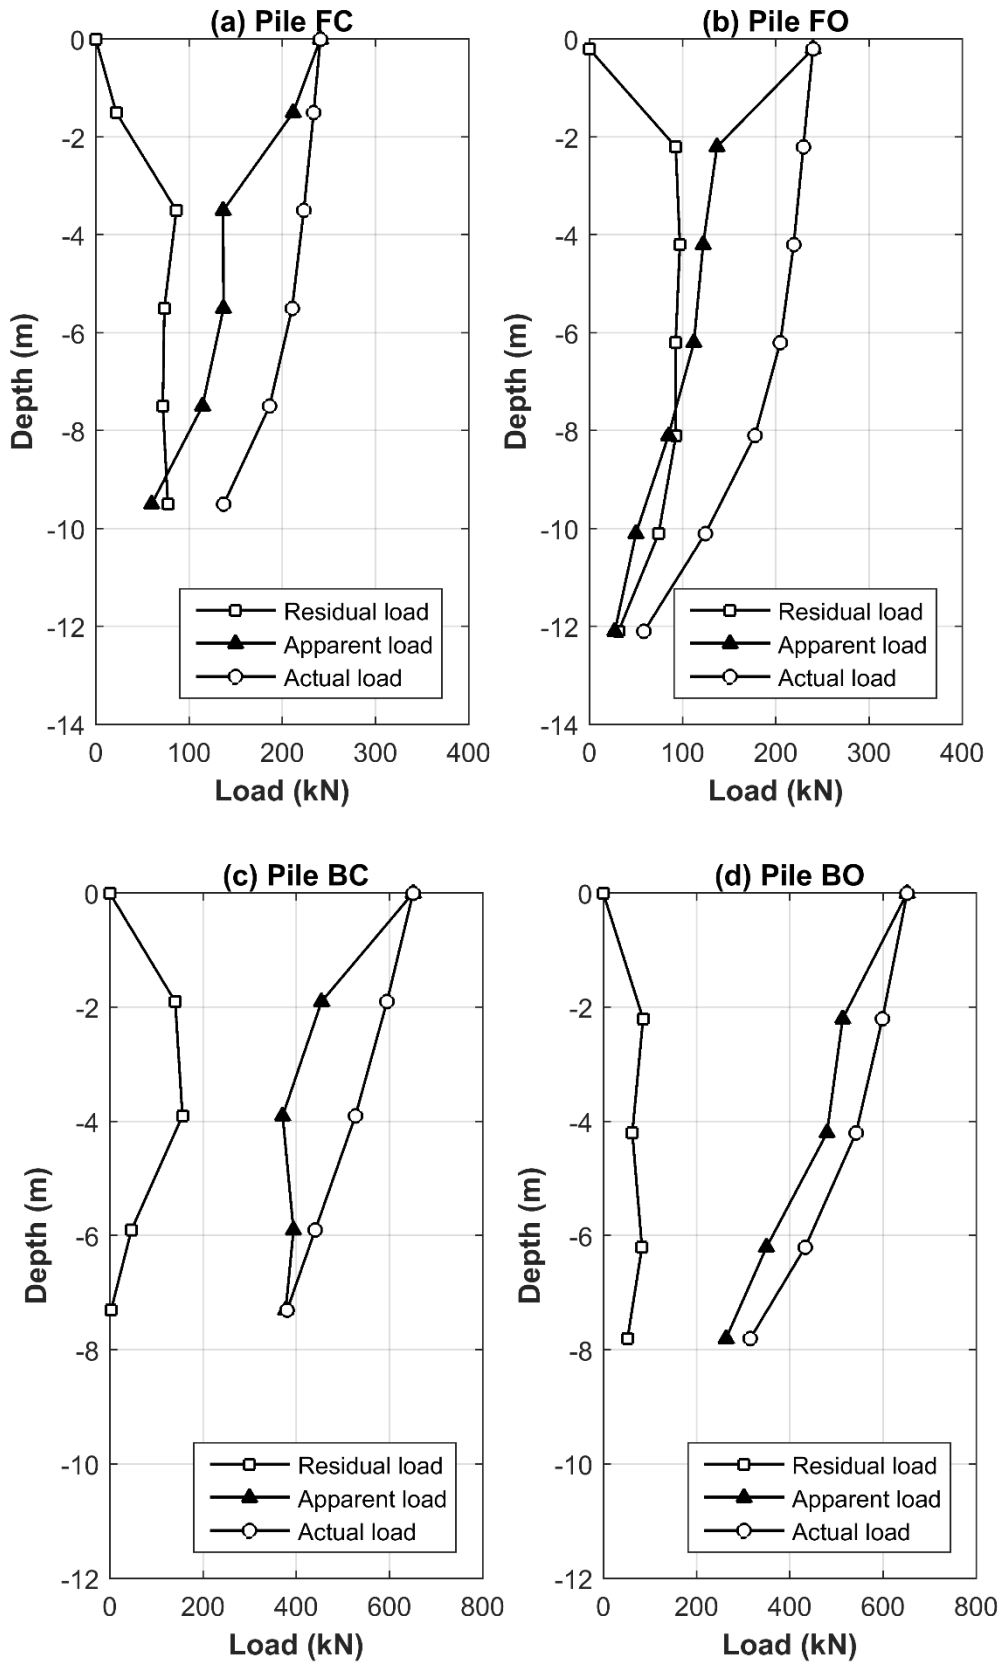 (a) Pile FC
0
-2
-4
-6
-8
-10
-12
-14
Depth (m)
0 100 200 300 400
Load (kN)
Residual load
Apparent load
Actual load
(b) Pile FO
0
-2
-4
-6
-8
-10
-12
-14
Depth (m)
0 100 200 300 400
Load (kN)
Residual load
Apparent load
Actual load
(c) Pile BC
0
-2
-4
-6
-8
-10
-12
Depth (m)
0 200 400 600 800
Load (kN)
Residual load
Apparent load
Actual load
(d) Pile BO
0
-2
-4
-6
-8
-10
-12
Depth (m)
0 200 400 600 800
Load (kN)
Residual load
Apparent load
Actual load